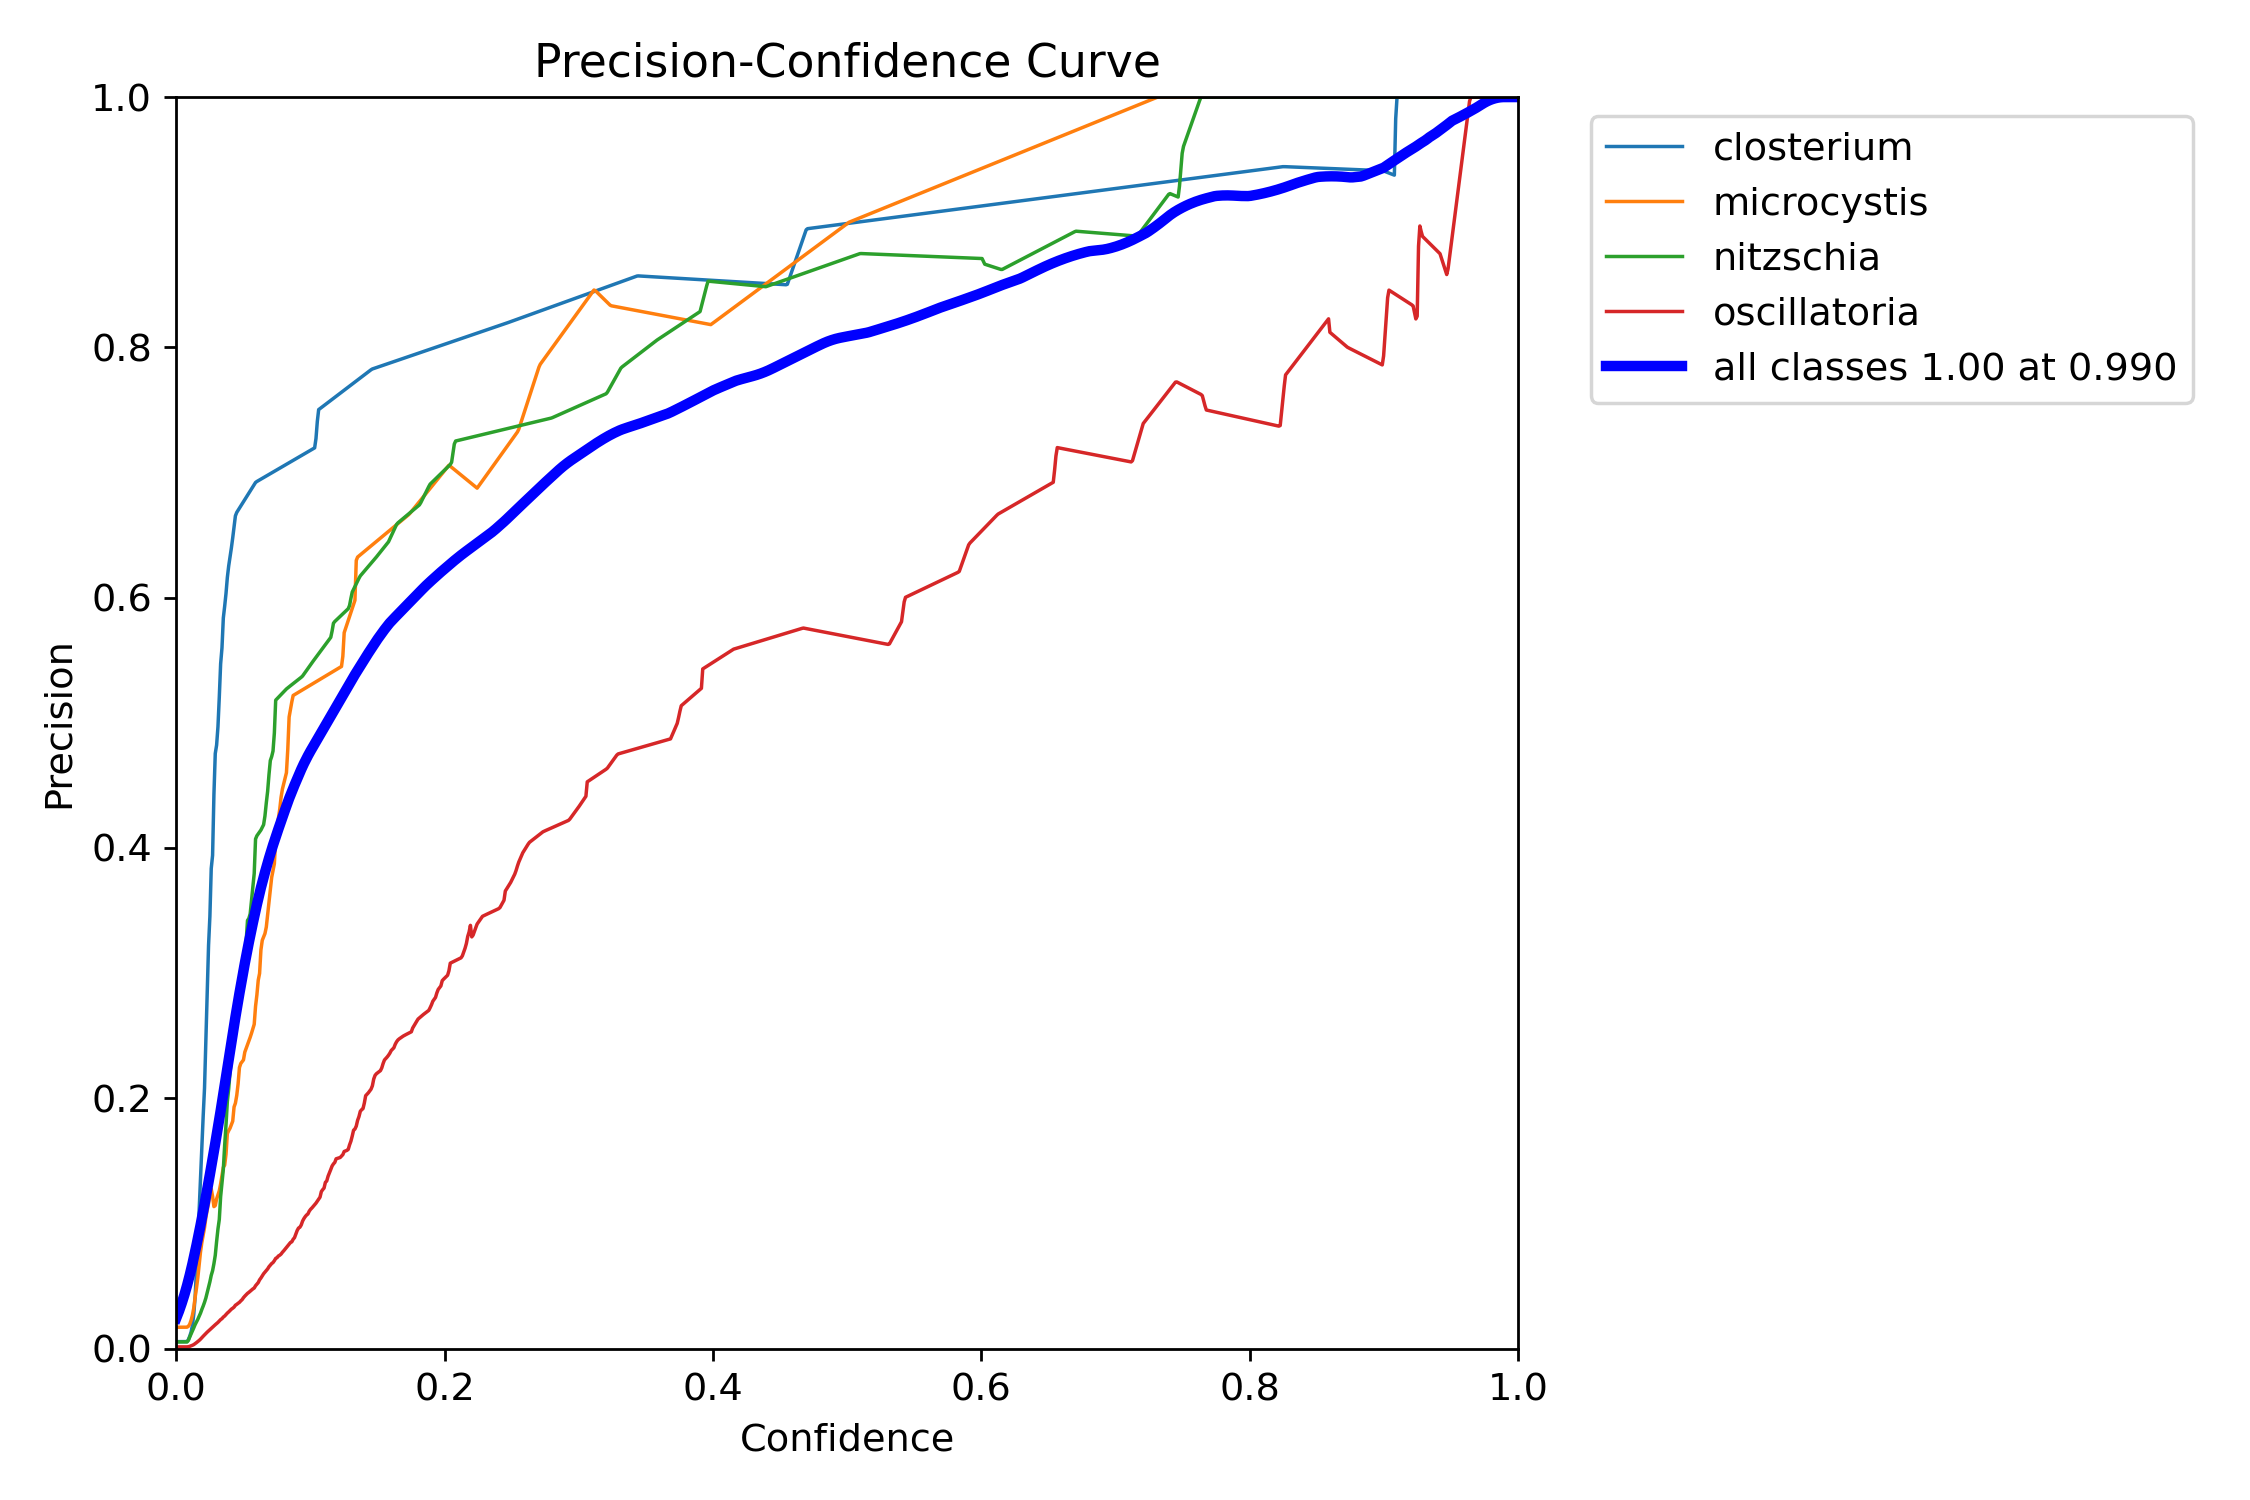 Precision-Confidence Curve
1.0
0.8
0.6
0.4
0.2
0.0
Precision
0.0 0.2 0.4 0.6 0.8 1.0
Confidence
closterium
microcystis
nitzschia
oscillatoria
all classes 1.00 at 0.990